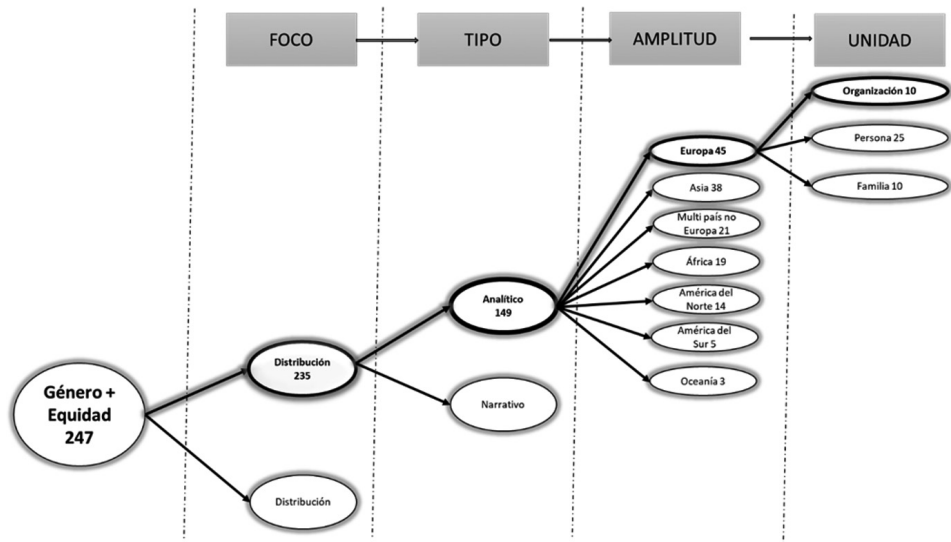 FOCO
TIPO
AMPLITUD
UNIDAD
Género +
Equidad
247
Distribución
235
Distribución
Analítico
149
Narrativo
Europa 45
Asia 38
Multi país no
Europa 21
África 19
América del
Norte 14
América del
Sur 5
Oceanía 3
Organización 10
Persona 25
Familia 10